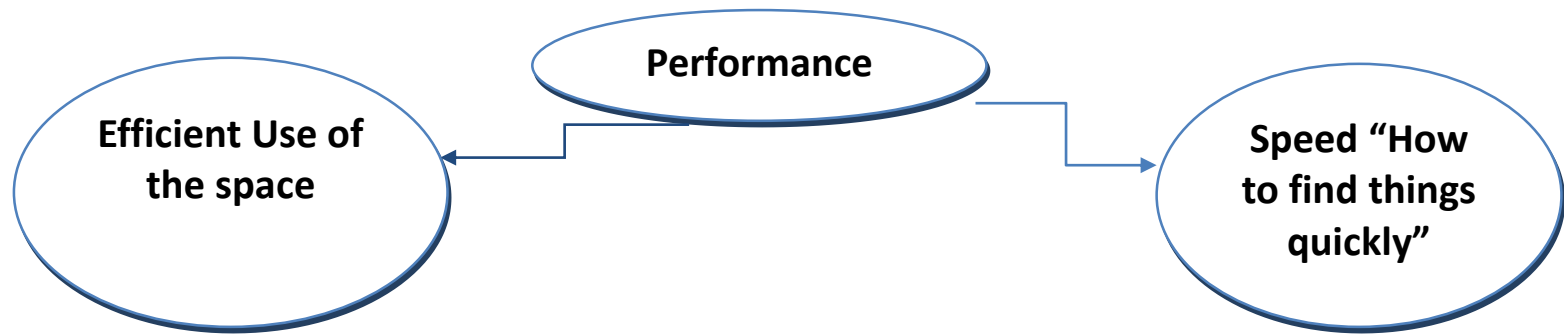 Performance
Efficient Use of
the space
Speed “How
to find things
quickly”